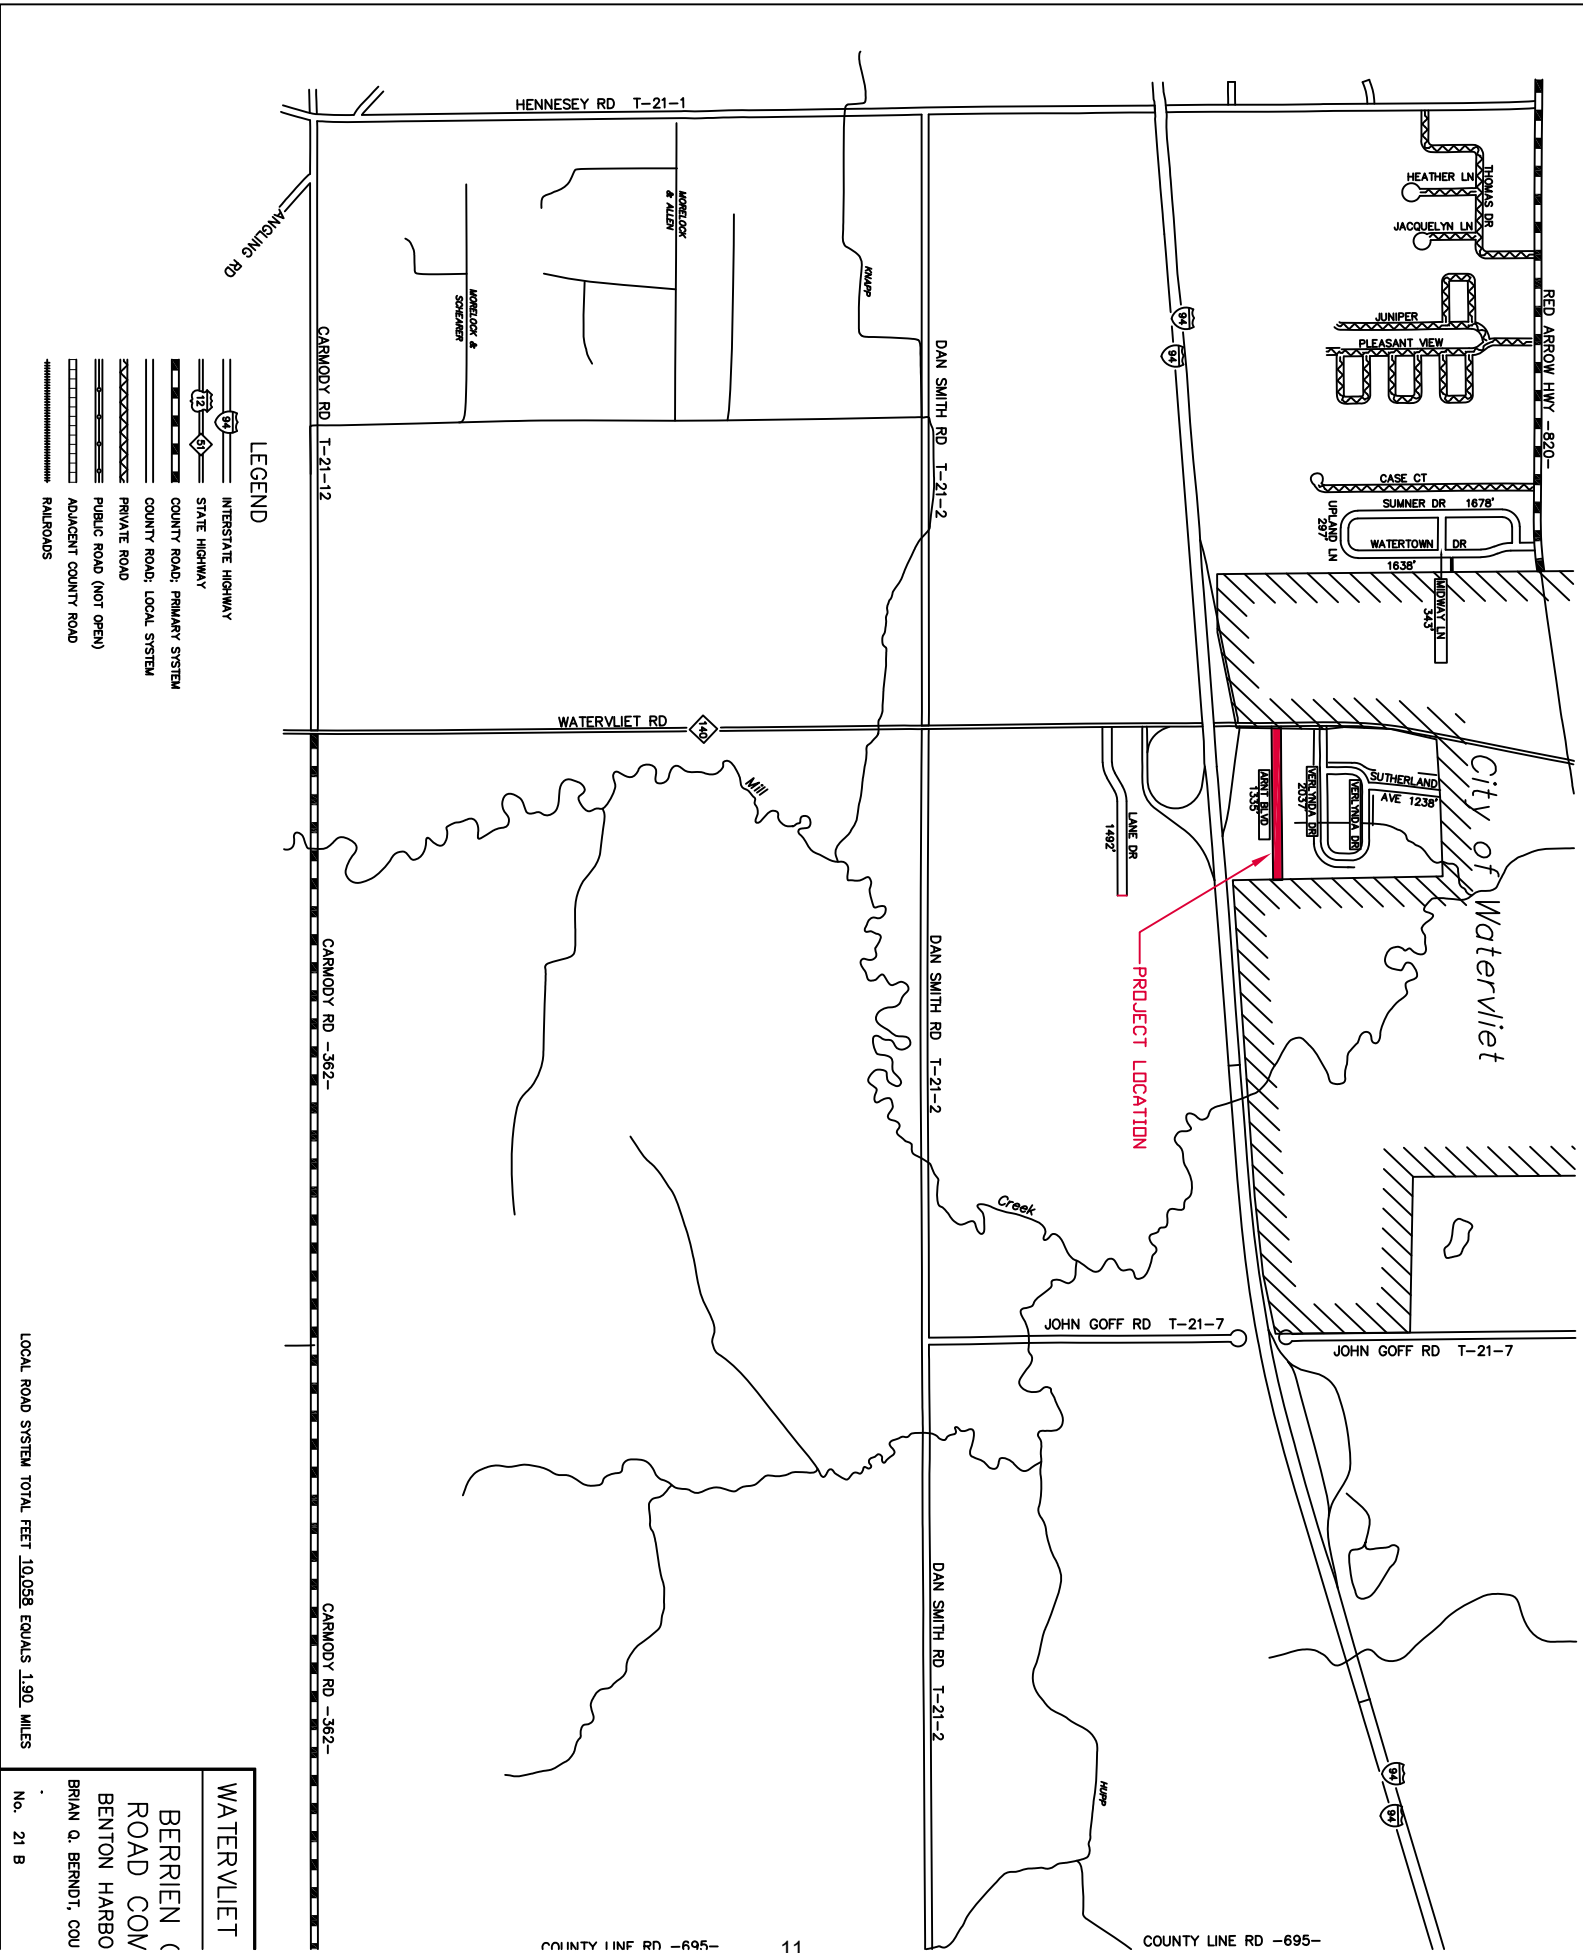 HENNESEY RD T-21-1
THOMAS DR
HEATHER LN
JACQUELYN LN
RED ARROW HWY -820-
JUNIPER
PLEASANT VIEW
CASE CT
SUMNER DR 1678'
UPLAND LN
297'
WATERTOWN DR
1638'
MIDWAY LN
343'
MORELOCK
& ALLEN
KNAPP
MORELOCK &
SCHEARER
ANGLING RD
CARMODY RD T-21-12
DAN SMITH RD T-21-2
94
94
WATERVLIET RD
140
City of Watervliet
SUTHERLAND
AVE 1238'
VERLYNDA DR
VERLYNDA DR
2037'
ARNT BLVD
1335'
LANE DR
1492'
PROJECT LOCATION
Mill
Creek
CARMODY RD -362-
DAN SMITH RD T-21-2
JOHN GOFF RD T-21-7
JOHN GOFF RD T-21-7
CARMODY RD -362-
DAN SMITH RD T-21-2
HUPP
94
94
COUNTY LINE RD -695-
COUNTY LINE RD -695-
11
LEGEND
94
INTERSTATE HIGHWAY
12
51
STATE HIGHWAY
COUNTY ROAD; PRIMARY SYSTEM
COUNTY ROAD; LOCAL SYSTEM
PRIVATE ROAD
PUBLIC ROAD (NOT OPEN)
ADJACENT COUNTY ROAD
RAILROADS
LOCAL ROAD SYSTEM TOTAL FEET 10,058 EQUALS 1.90 MILES
WATERVLIET
BERRIEN
ROAD COM
BENTON HARBO
BRIAN Q. BERNDT, COU
No. 21 B